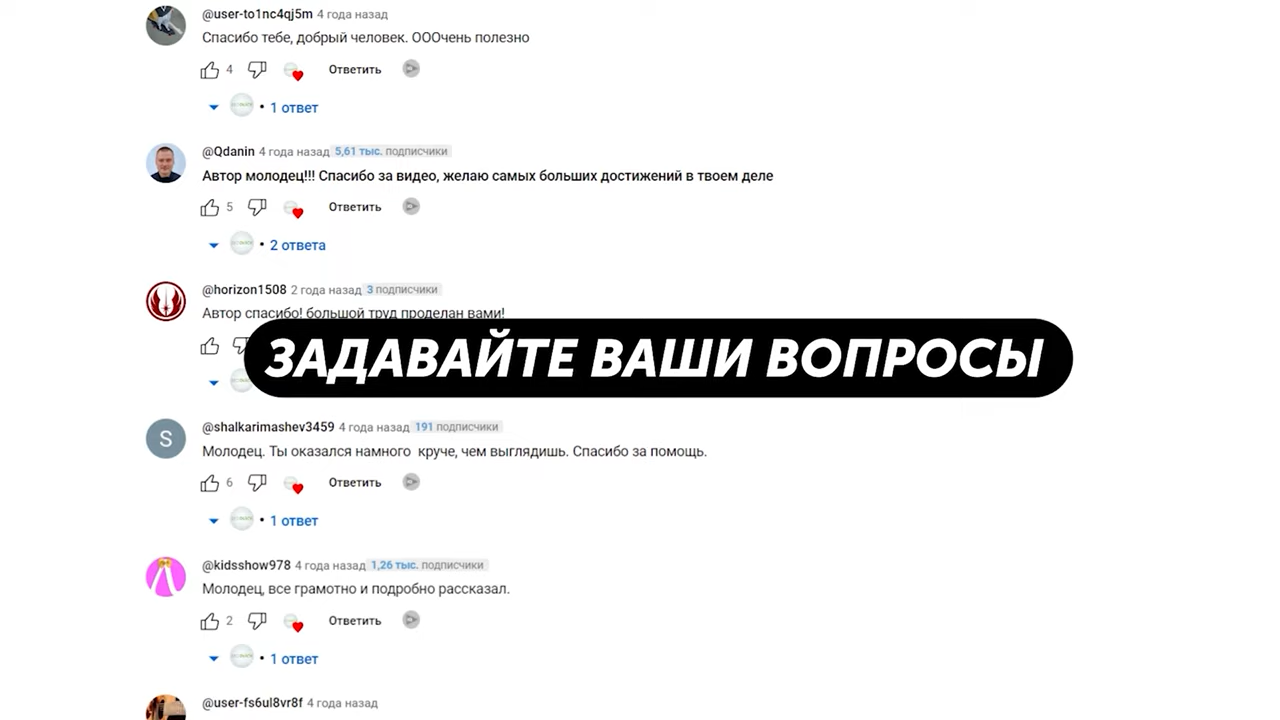 @user-to1nc4qj5m 4 года назад
Спасибо тебе, добрый человек. ОООчень полезно
4 Ответить
• 1 ответ
@Qdanin 4 года назад 5,61 тыс. подписчики
Автор молодец!!! Спасибо за видео, желаю самых больших достижений в твоем деле
5 Ответить
• 2 ответа
@horizon1508 2 года назад 3 подписчики
Автор спасибо! большой труд проделан вами!
ЗАДАВАЙТЕ ВАШИ ВОПРОСЫ
@shalkarimashev3459 4 года назад 191 подписчики
Молодец. Ты оказался намного круче, чем выглядишь. Спасибо за помощь.
6 Ответить
• 1 ответ
S
@kidsshow978 4 года назад 1,26 тыс. подписчики
Молодец, все грамотно и подробно рассказал.
2 Ответить
• 1 ответ
@user-fs6ul8vr8f 4 года назад